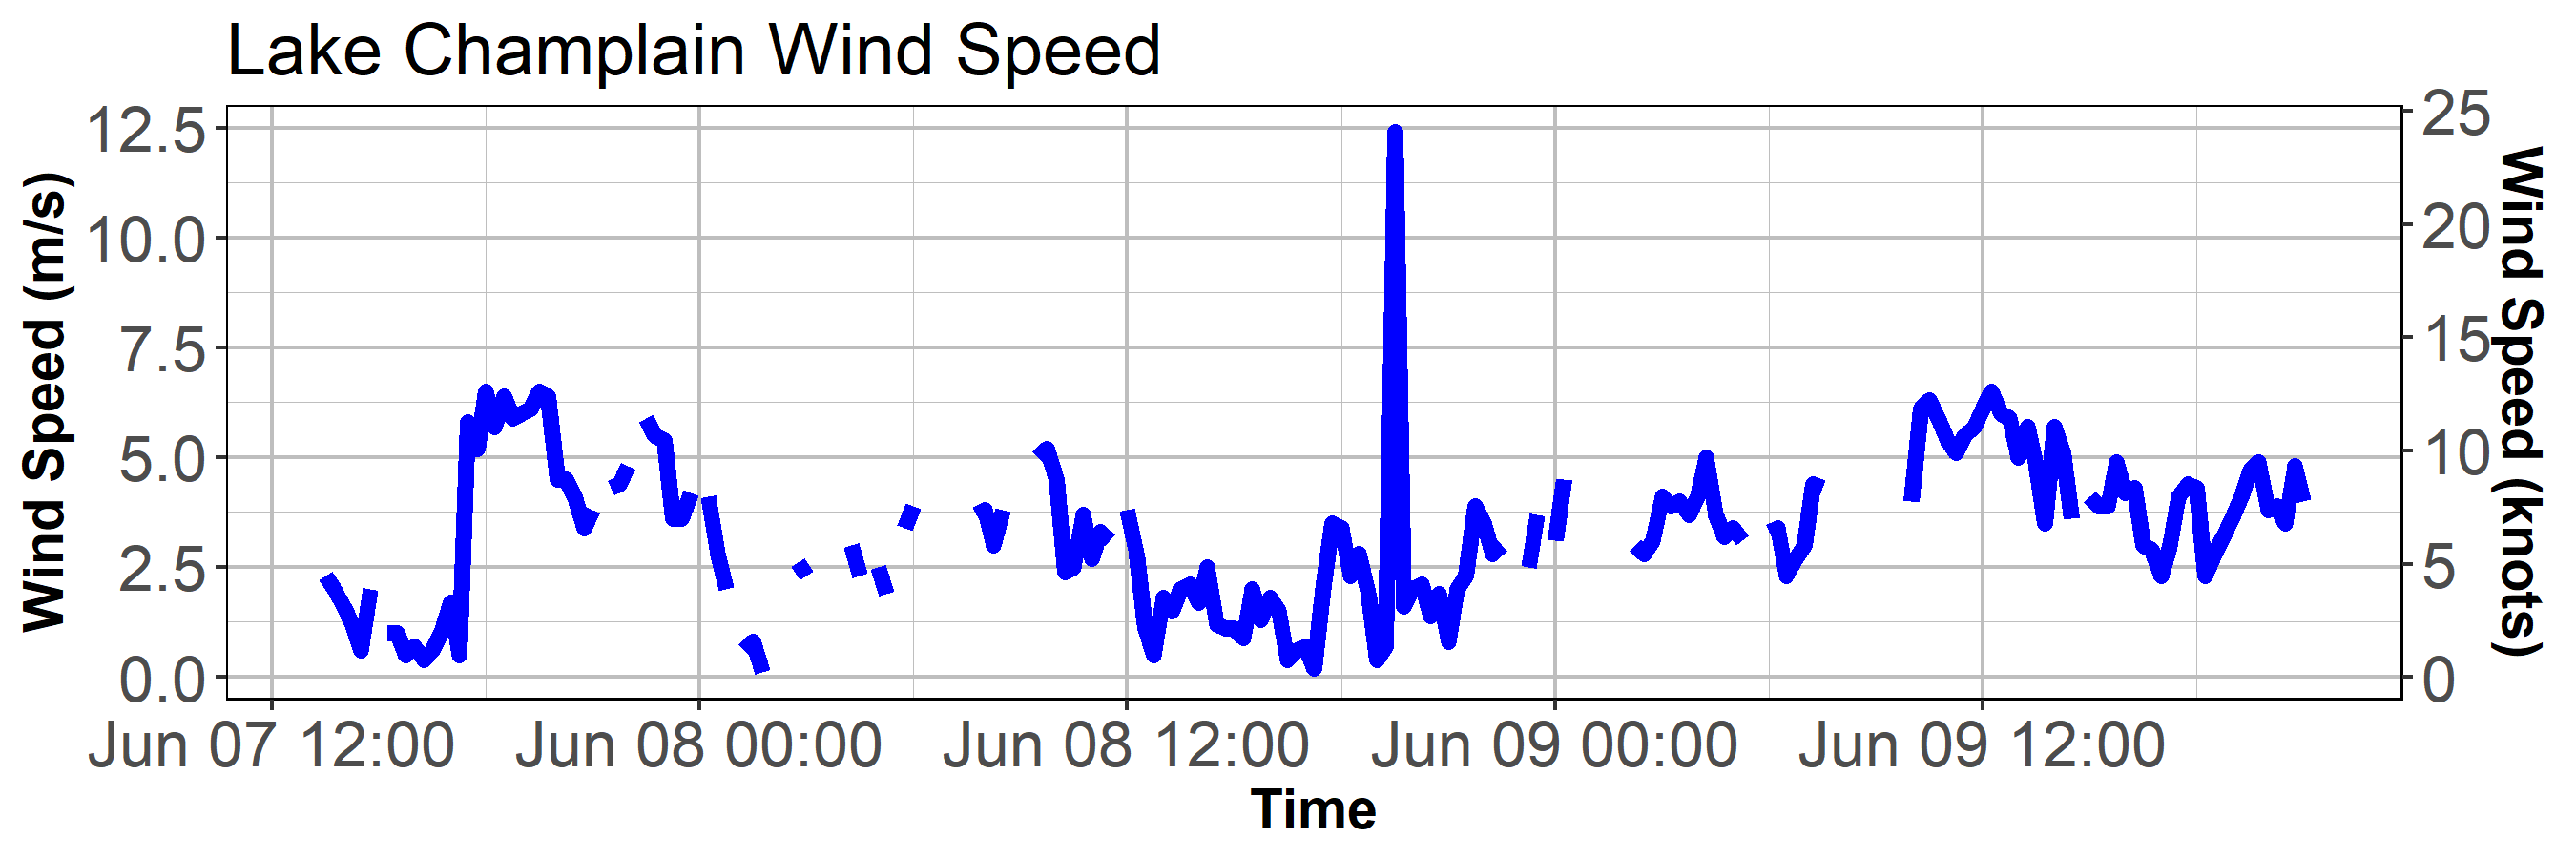 Lake Champlain Wind Speed
Wind Speed (m/s)
12.5
10.0
7.5
5.0
2.5
0.0
25
20
15
10
5
0
Wind Speed (knots)
Jun 07 12:00
Jun 08 00:00
Jun 08 12:00
Jun 09 00:00
Jun 09 12:00
Time